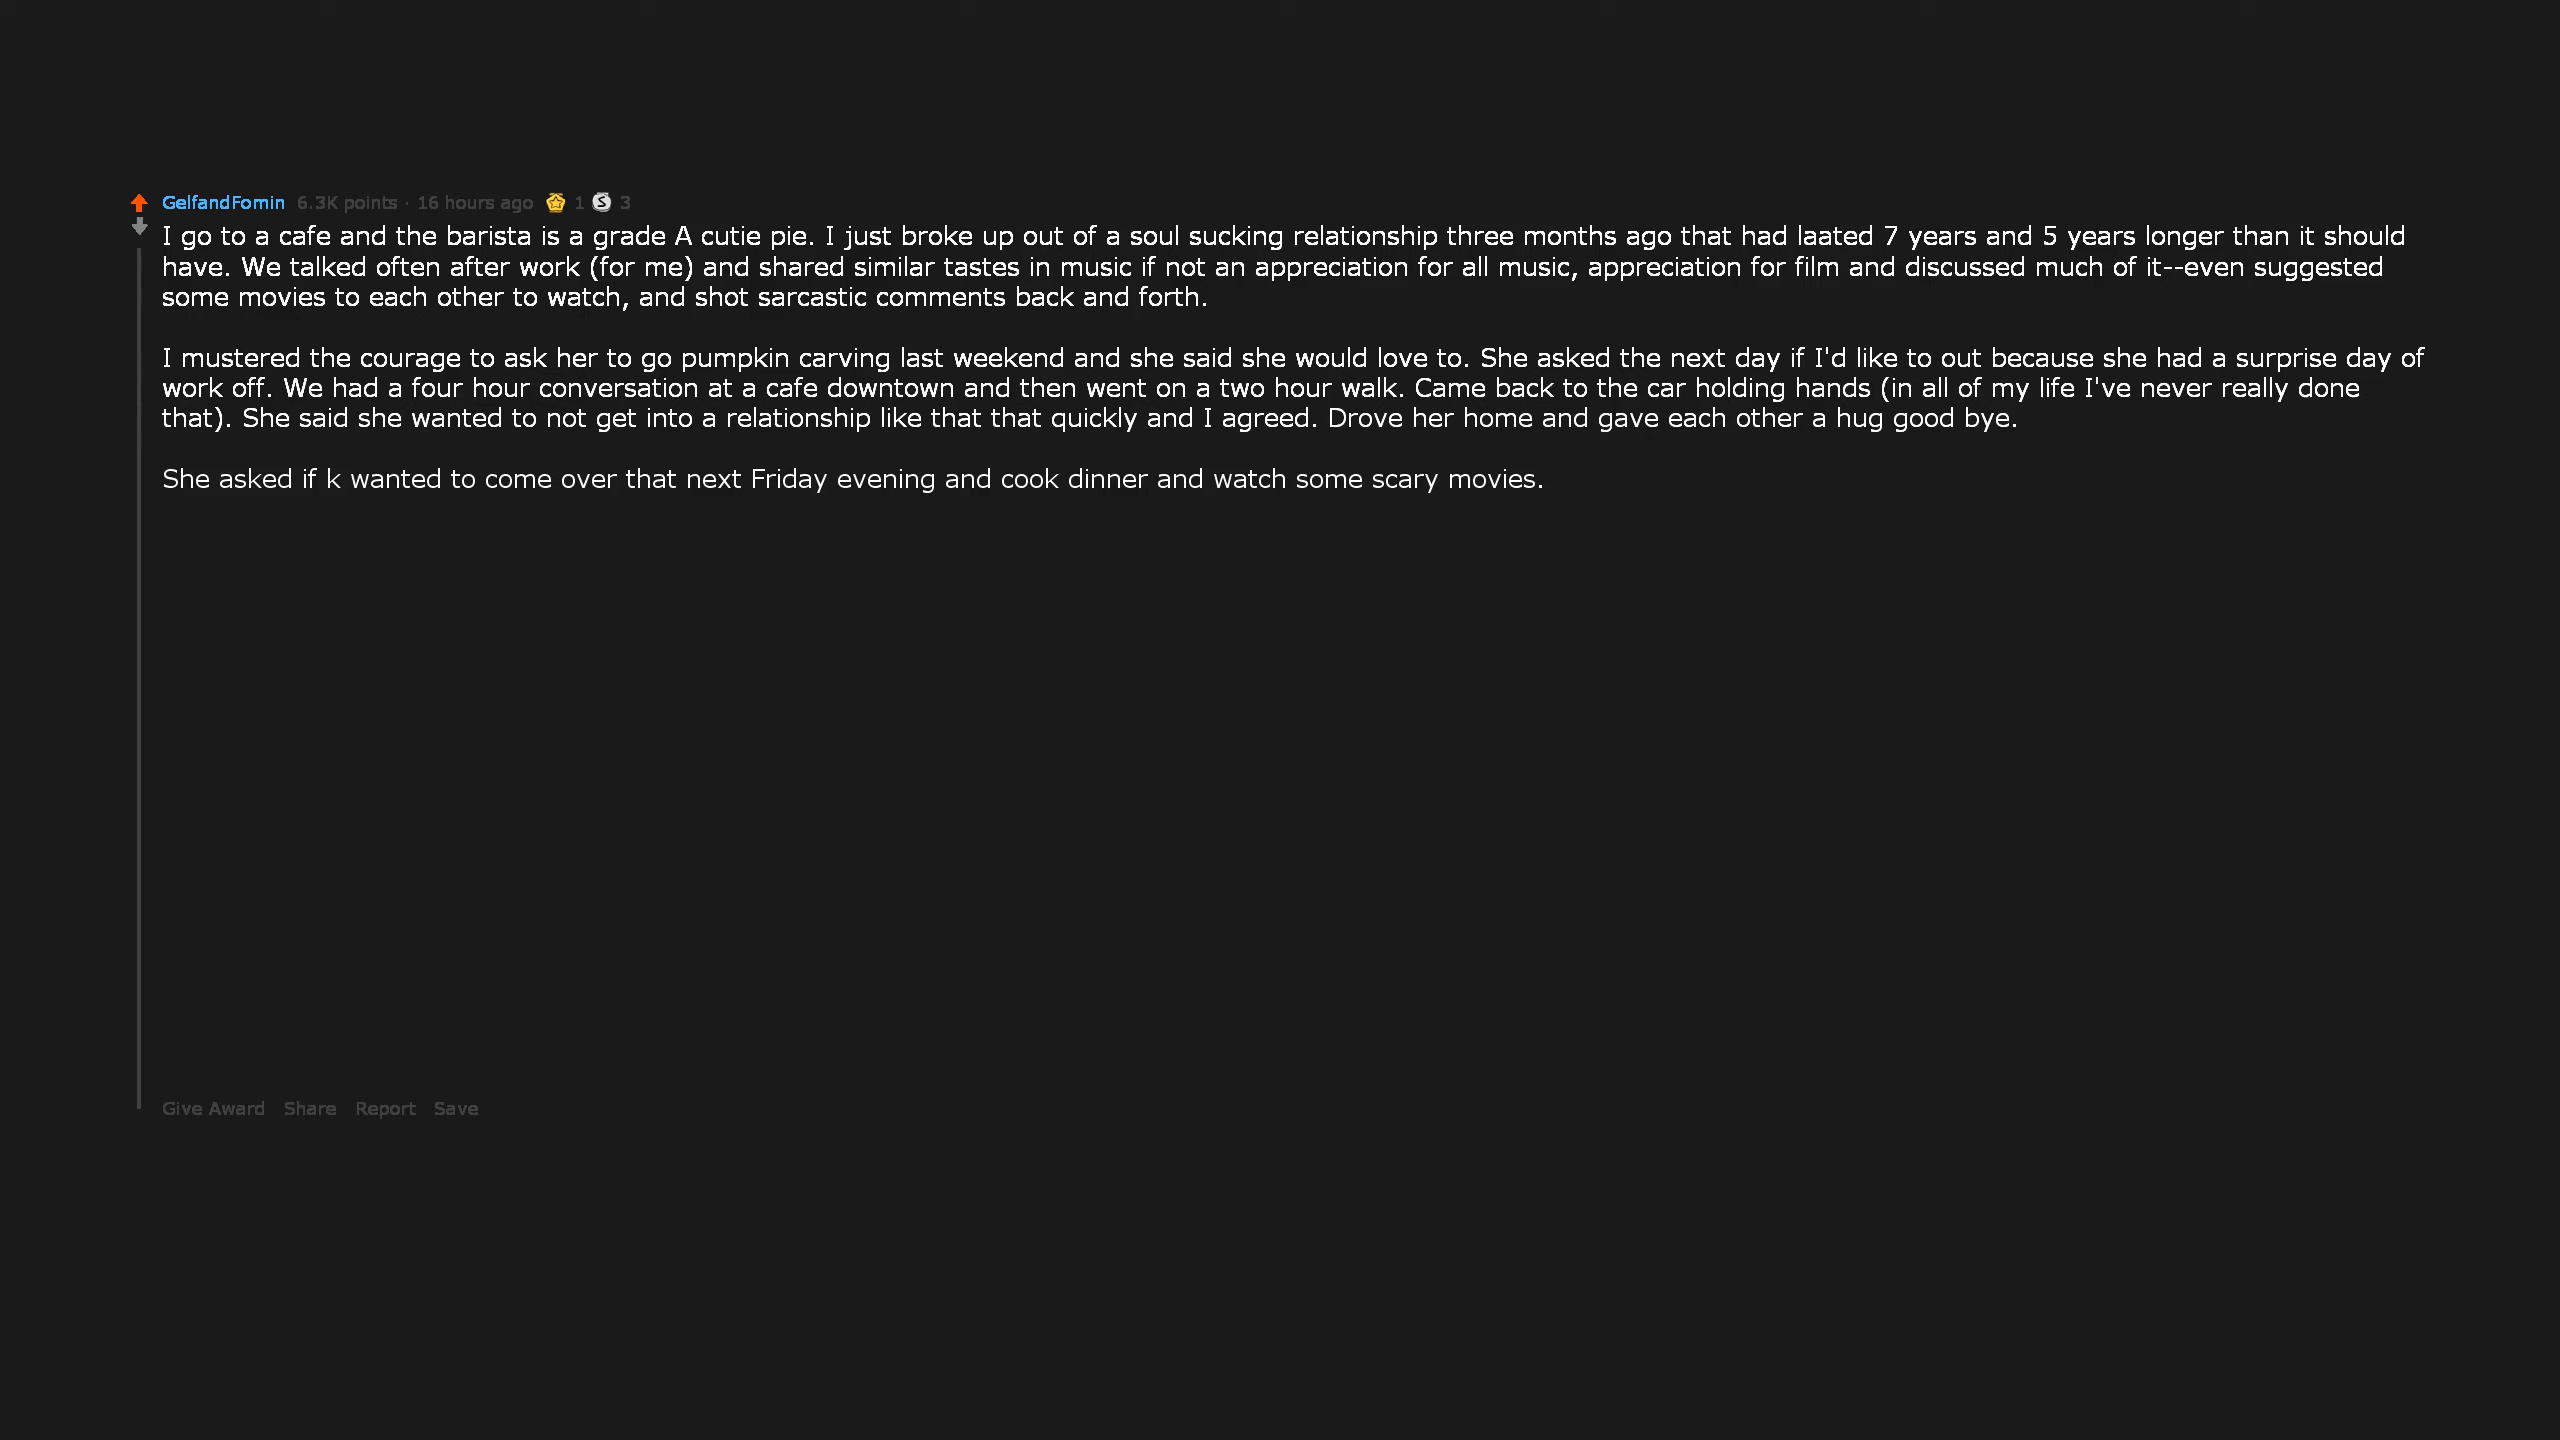 GelfandFomin 6.3K points · 16 hours ago 1 S 3
I go to a cafe and the barista is a grade A cutie pie. I just broke up out of a soul sucking relationship three months ago that had laated 7 years and 5 years longer than it should
have. We talked often after work (for me) and shared similar tastes in music if not an appreciation for all music, appreciation for film and discussed much of it--even suggested
some movies to each other to watch, and shot sarcastic comments back and forth.
I mustered the courage to ask her to go pumpkin carving last weekend and she said she would love to. She asked the next day if I'd like to out because she had a surprise day of
work off. We had a four hour conversation at a cafe downtown and then went on a two hour walk. Came back to the car holding hands (in all of my life I've never really done
that). She said she wanted to not get into a relationship like that that quickly and I agreed. Drove her home and gave each other a hug good bye.
She asked if k wanted to come over that next Friday evening and cook dinner and watch some scary movies.
Give Award Share Report Save